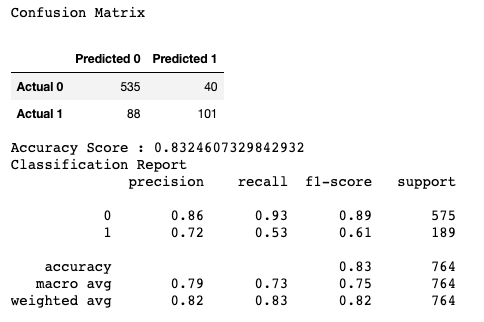 Confusion Matrix
Predicted 0 Predicted 1
Actual 0 535 40
Actual 1 88 101
Accuracy Score : 0.8324607329842932
Classification Report
precision recall f1-score support
0 0.86 0.93 0.89 575
1 0.72 0.53 0.61 189
accuracy 0.83 764
macro avg 0.79 0.73 0.75 764
weighted avg 0.82 0.83 0.82 764